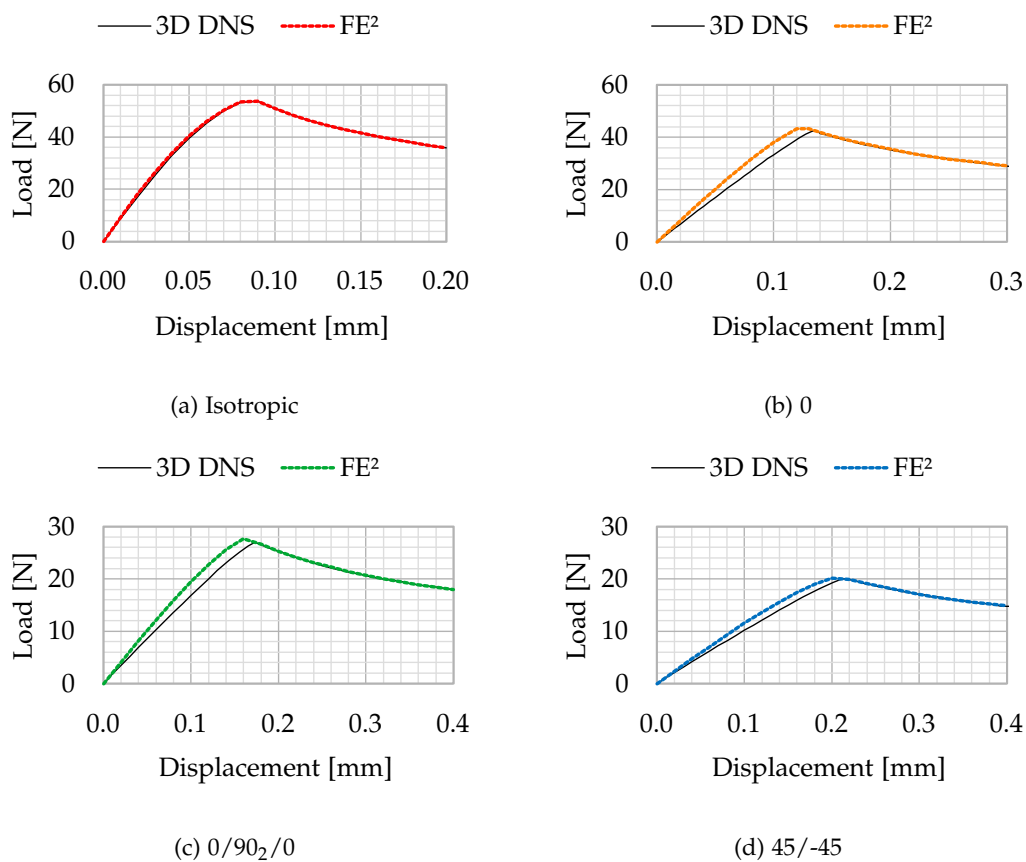 3D DNS FE²
Load [N]
60
40
20
0
0.00 0.05 0.10 0.15 0.20
Displacement [mm]
(a) Isotropic
3D DNS FE²
Load [N]
60
40
20
0
0.0 0.1 0.2 0.3
Displacement [mm]
(b) 0
3D DNS FE²
Load [N]
30
20
10
0
0.0 0.1 0.2 0.3 0.4
Displacement [mm]
(c) 0/90₂/0
3D DNS FE²
Load [N]
30
20
10
0
0.0 0.1 0.2 0.3 0.4
Displacement [mm]
(d) 45/-45